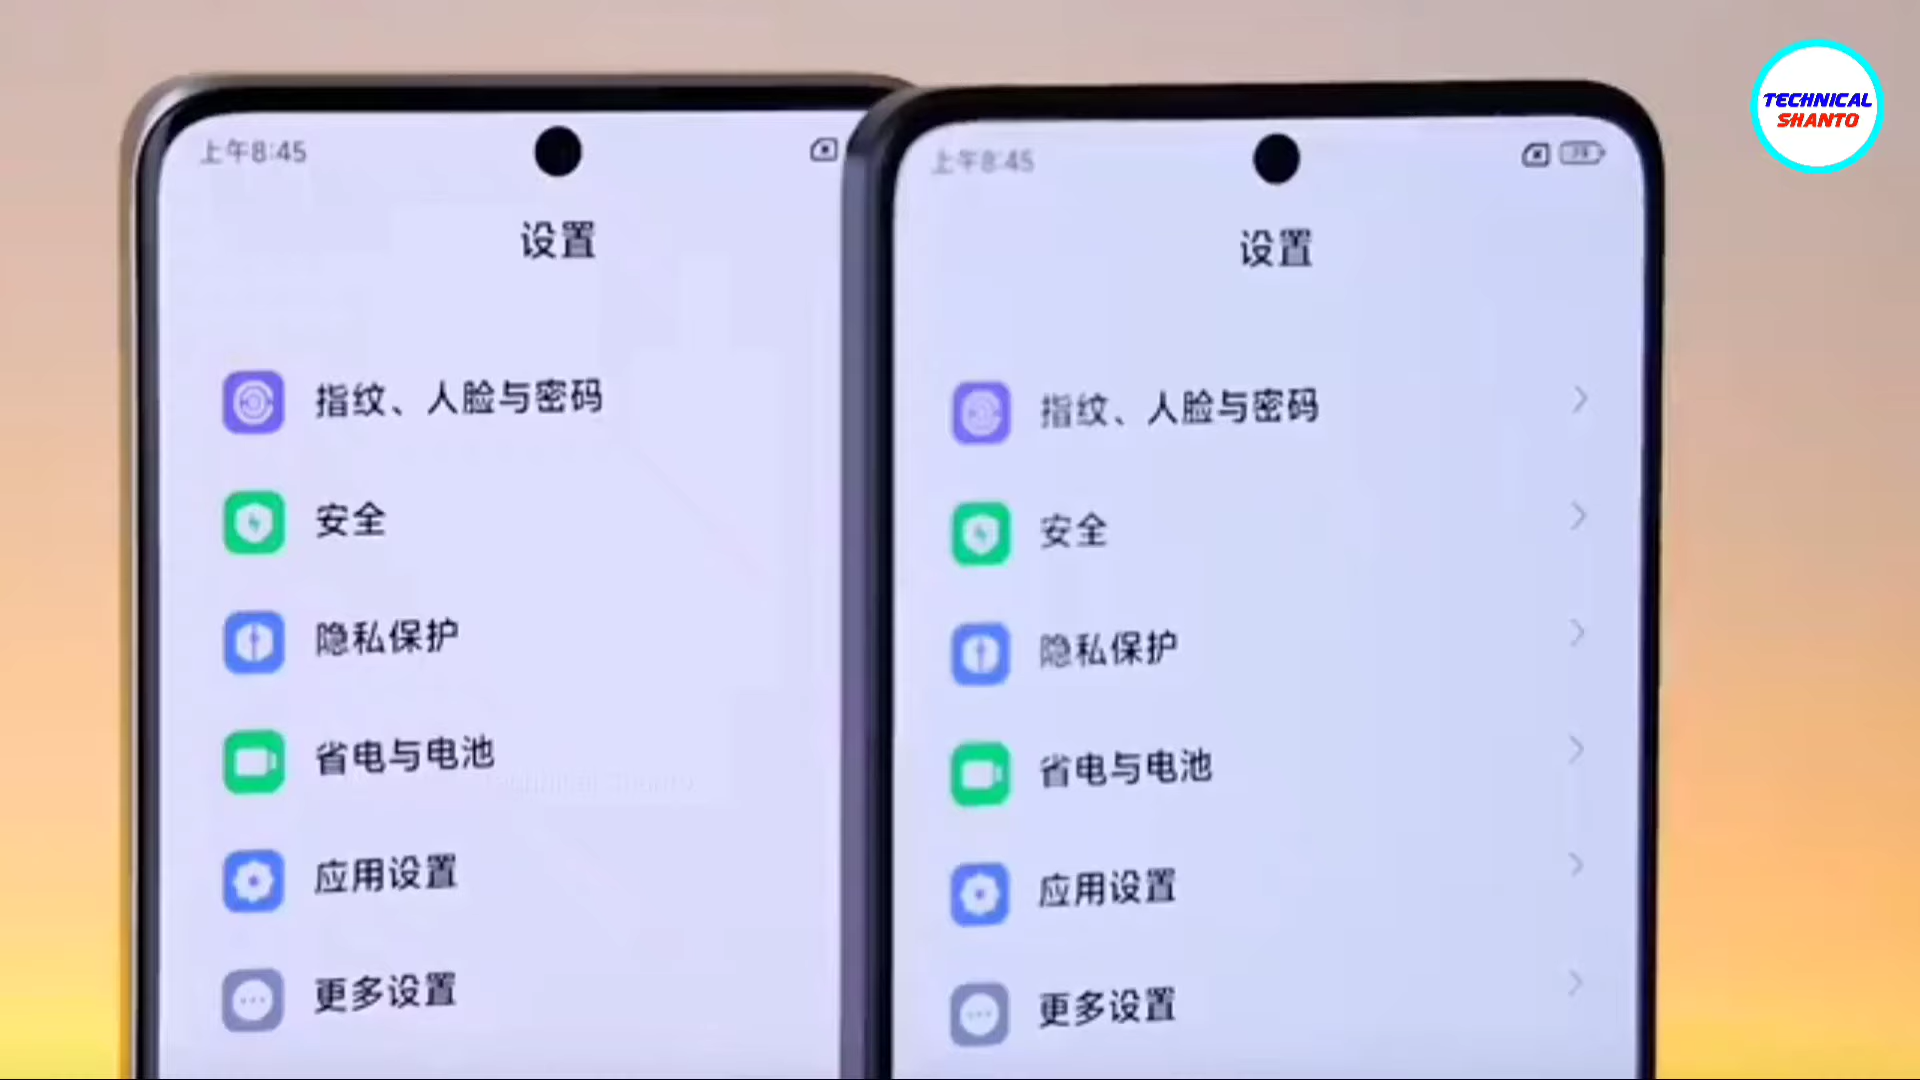 TECHNICAL
SHANTO
上午8:45
设置
指纹、人脸与密码
安全
隐私保护
省电与电池
应用设置
更多设置
上午8:45
设置
指纹、人脸与密码
安全
隐私保护
省电与电池
应用设置
更多设置